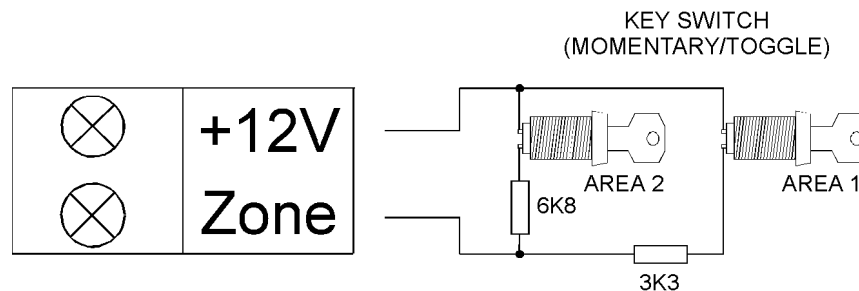 KEY SWITCH
(MOMENTARY/TOGGLE)
+12V
Zone
AREA 2
AREA 1
6K8
3K3